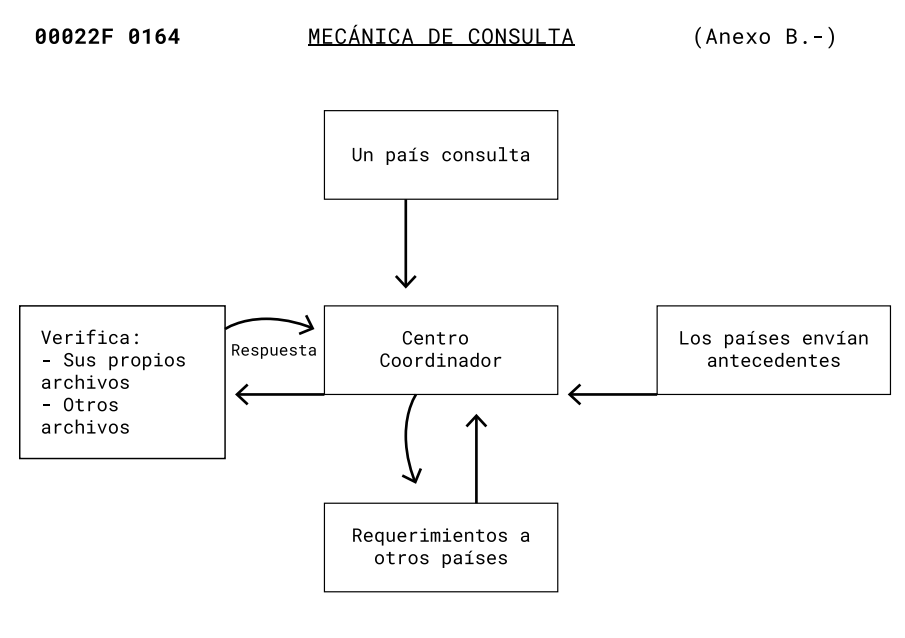 00022F 0164
MECÁNICA DE CONSULTA
(Anexo B.-)
Un país consulta
Verifica:
- Sus propios
archivos
- Otros
archivos
Respuesta
Centro
Coordinador
Los países envían
antecedentes
Requerimientos a
otros países